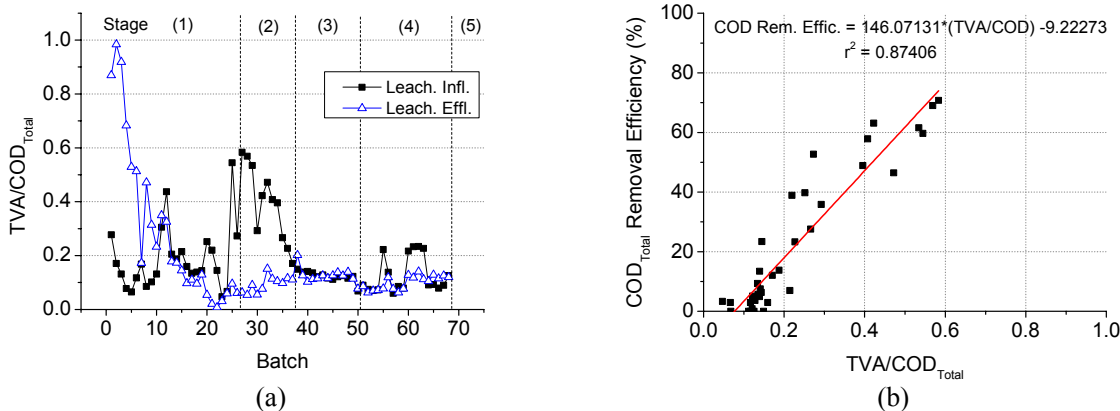 Stage (1) (2) (3) (4) (5)
1.0
0.8
0.6
0.4
0.2
0.0
TVA/COD_Total
Leach. Infl.
Leach. Effl.
0 10 20 30 40 50 60 70 80
Batch
(a)
COD Rem. Effic. = 146.07131*(TVA/COD) -9.22273
r² = 0.87406
100
80
60
40
20
0
COD_Total Removal Efficiency (%)
0.0 0.2 0.4 0.6 0.8 1.0
TVA/COD_Total
(b)